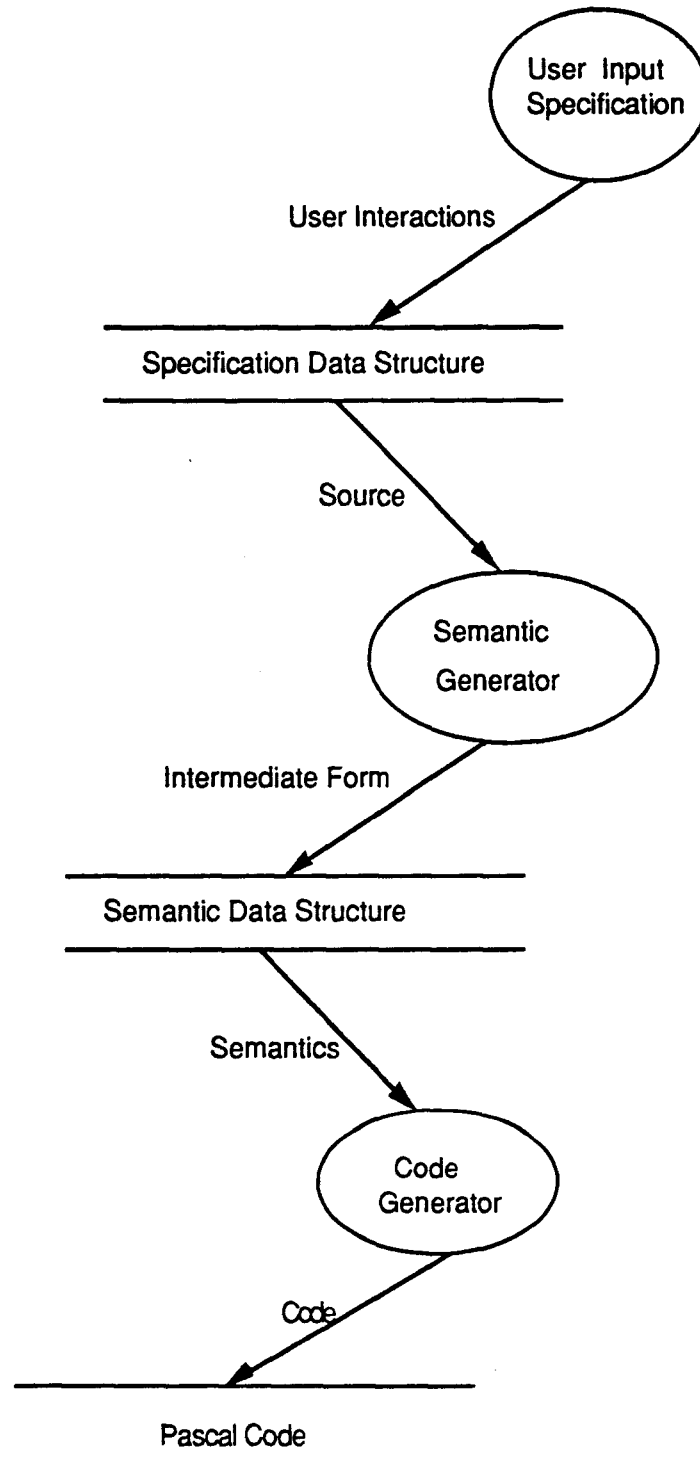 User Input
Specification
User Interactions
Specification Data Structure
Source
Semantic
Generator
Intermediate Form
Semantic Data Structure
Semantics
Code
Generator
Code
Pascal Code